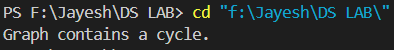 PS F:\Jayesh\DS LAB> cd "f:\Jayesh\DS LAB\"
Graph contains a cycle.